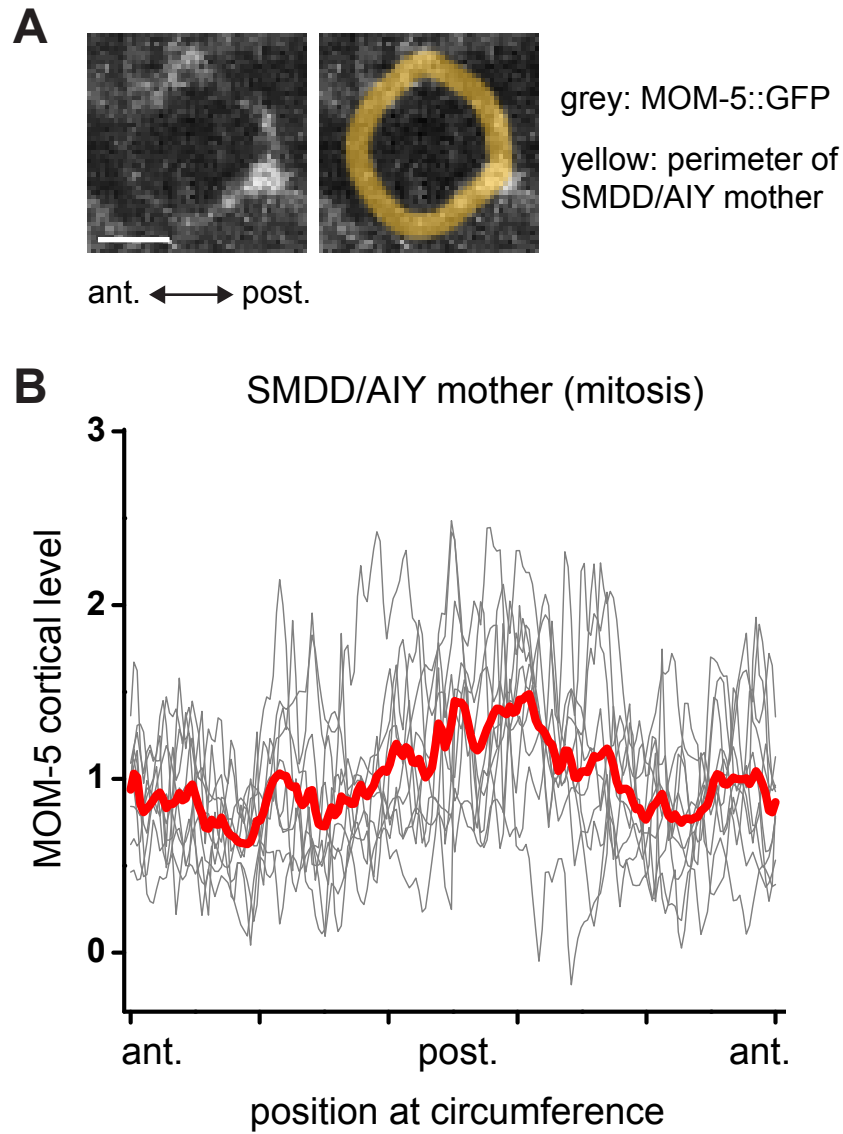 A
grey: MOM-5::GFP
yellow: perimeter of
SMDD/AIY mother
ant. post.
B
SMDD/AIY mother (mitosis)
3
2
1
0
MOM-5 cortical level
ant. post. ant.
position at circumference